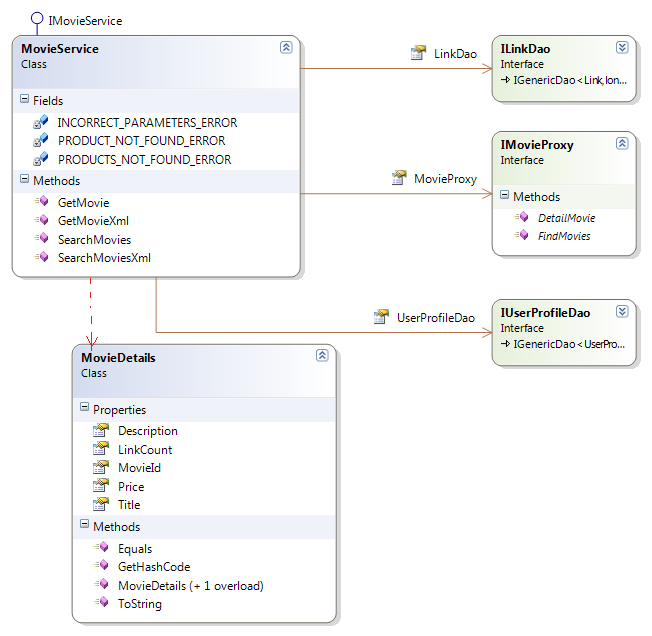 IMovieService
MovieService
Class
Fields
INCORRECT_PARAMETERS_ERROR
PRODUCT_NOT_FOUND_ERROR
PRODUCTS_NOT_FOUND_ERROR
Methods
GetMovie
GetMovieXml
SearchMovies
SearchMoviesXml
LinkDao
ILinkDao
Interface
IGenericDao<Link,lon...
MovieProxy
IMovieProxy
Interface
Methods
DetailMovie
FindMovies
UserProfileDao
IUserProfileDao
Interface
IGenericDao<UserPro...
MovieDetails
Class
Properties
Description
LinkCount
MovieId
Price
Title
Methods
Equals
GetHashCode
MovieDetails (+ 1 overload)
ToString